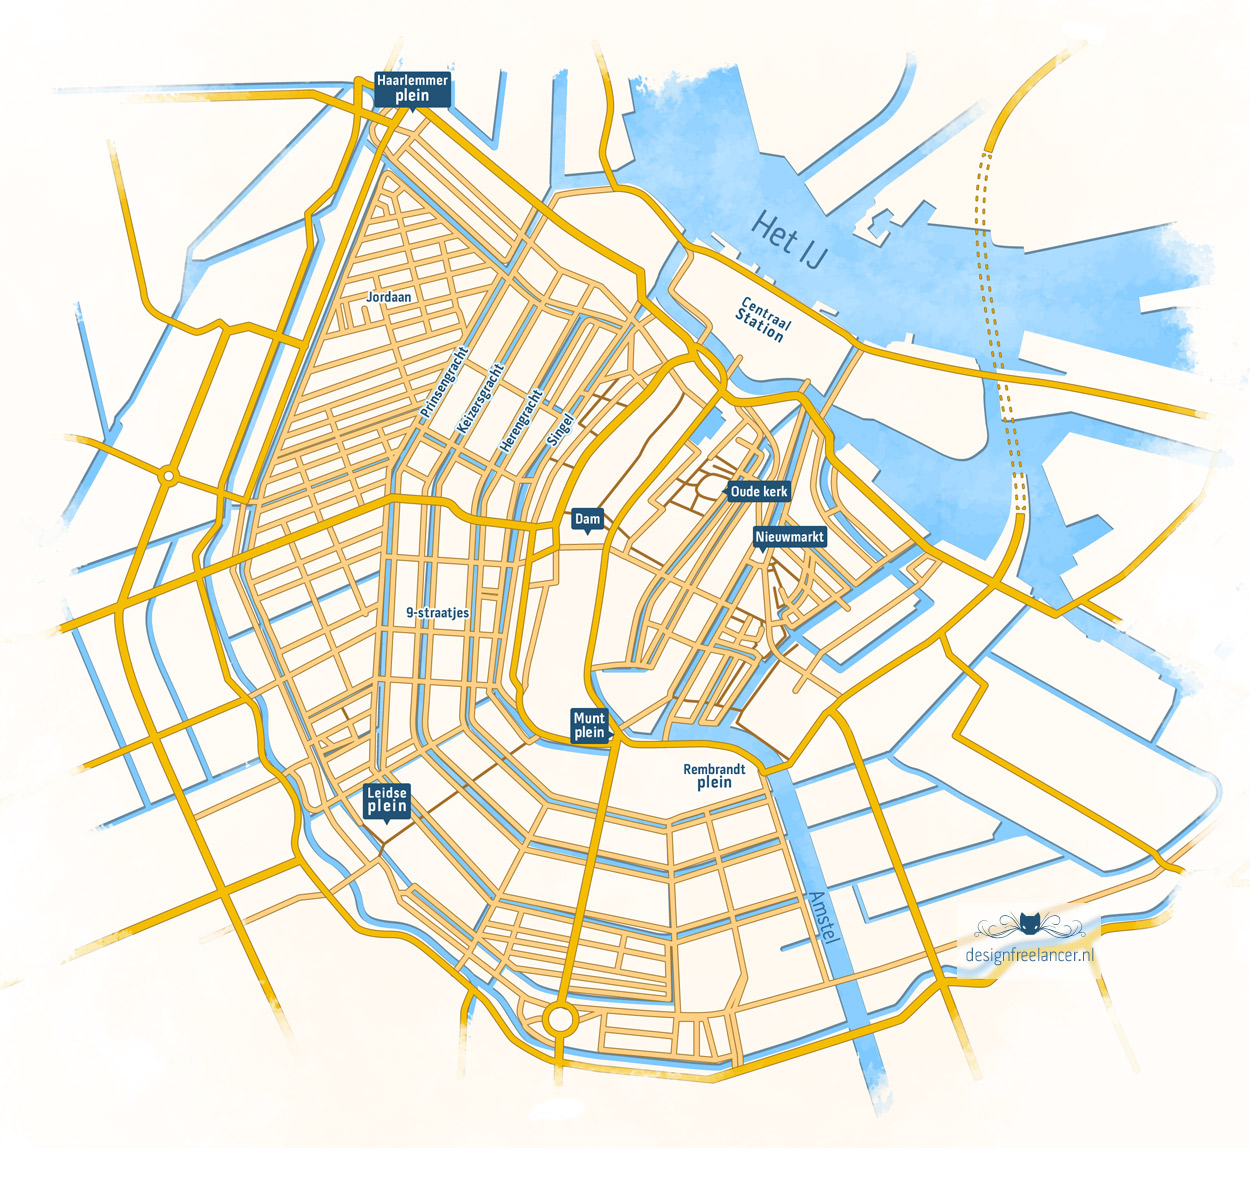 Haarlemmer
plein
Het IJ
Jordaan
Centraal
Station
Prinsengracht
Keizersgracht
Herengracht
Singel
Oude kerk
Dam
Nieuwmarkt
9-straatjes
Munt
plein
Rembrandt
plein
Leidse
plein
Amstel
designfreelancer.nl